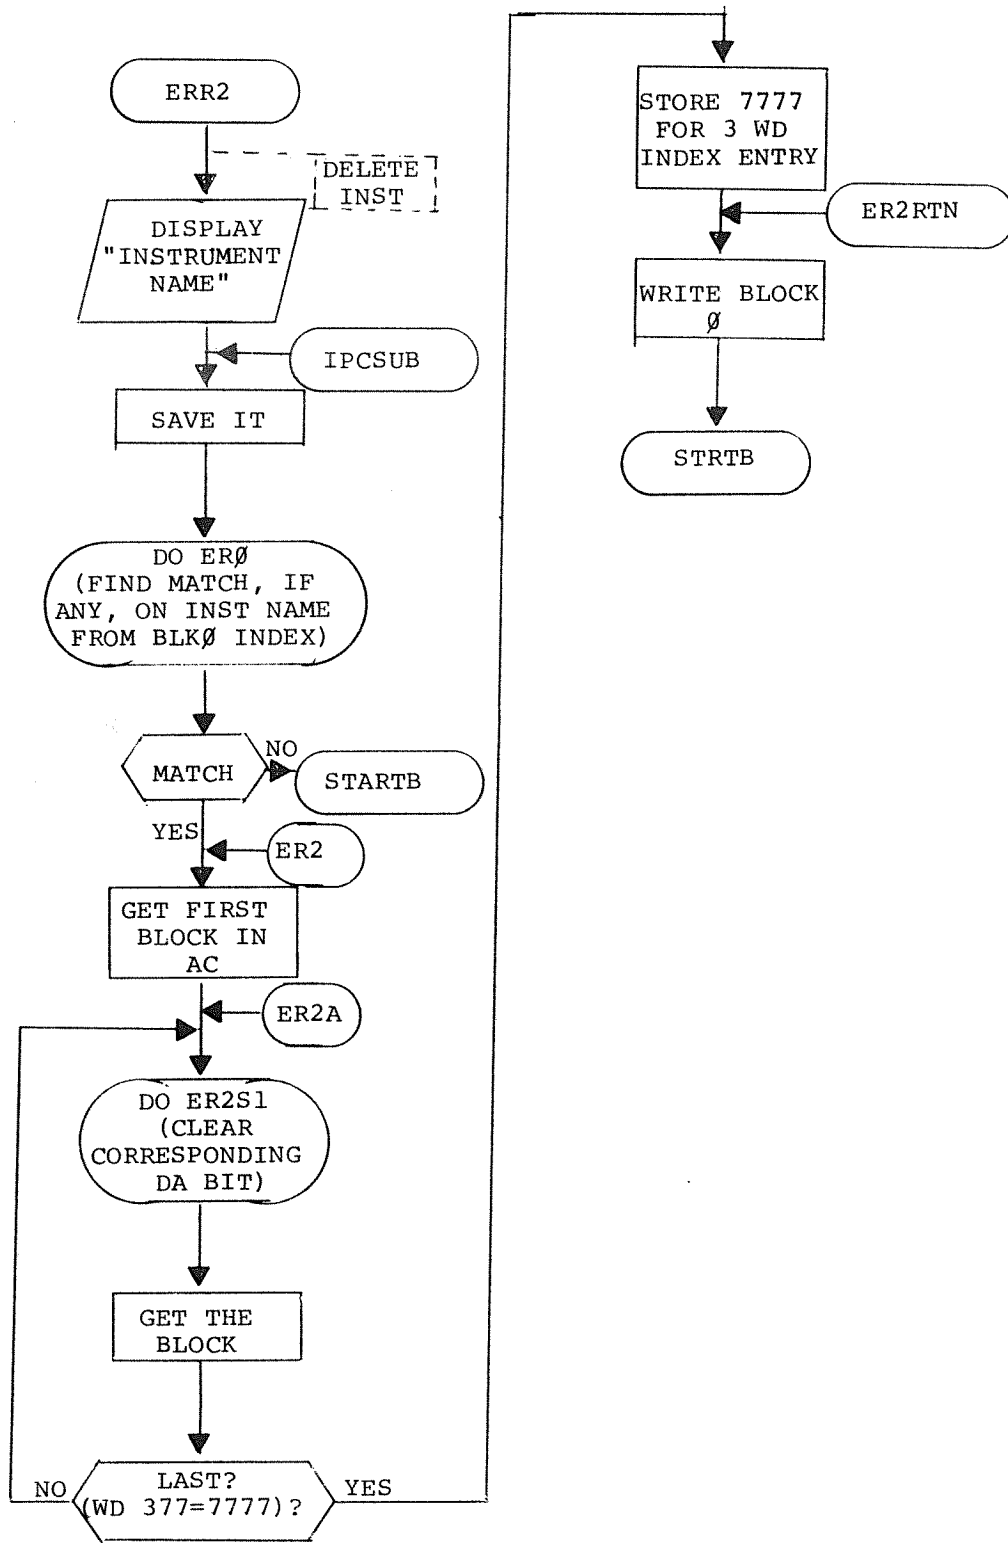 ERR2
DELETE
INST
DISPLAY
"INSTRUMENT
NAME"
IPCSUB
SAVE IT
DO ERØ
(FIND MATCH, IF
ANY, ON INST NAME
FROM BLKØ INDEX)
MATCH
NO
STARTB
YES
ER2
GET FIRST
BLOCK IN
AC
ER2A
DO ER2S1
(CLEAR
CORRESPONDING
DA BIT)
GET THE
BLOCK
NO
LAST?
(WD 377=7777)?
YES
STORE 7777
FOR 3 WD
INDEX ENTRY
ER2RTN
WRITE BLOCK
Ø
STRTB